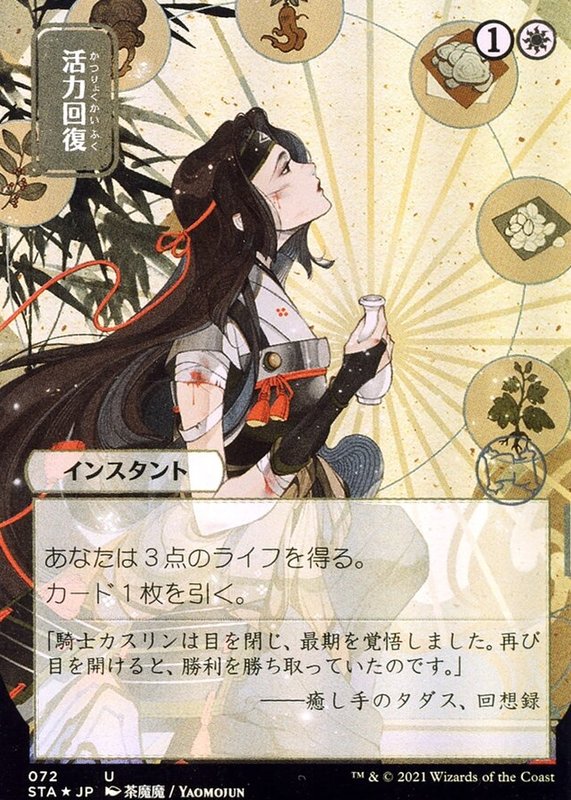 活力回復
かつりょくかいふく
1
インスタント
あなたは３点のライフを得る。
カード１枚を引く。
「騎士カスリンは目を閉じ、最期を覚悟しました。再び
目を開けると、勝利を勝ち取っていたのです。」
――癒し手のタダス、回想録
072 U
STA ★ JP 茶魔魔 / YAOMOJUN
™ & © 2021 Wizards of the Coast